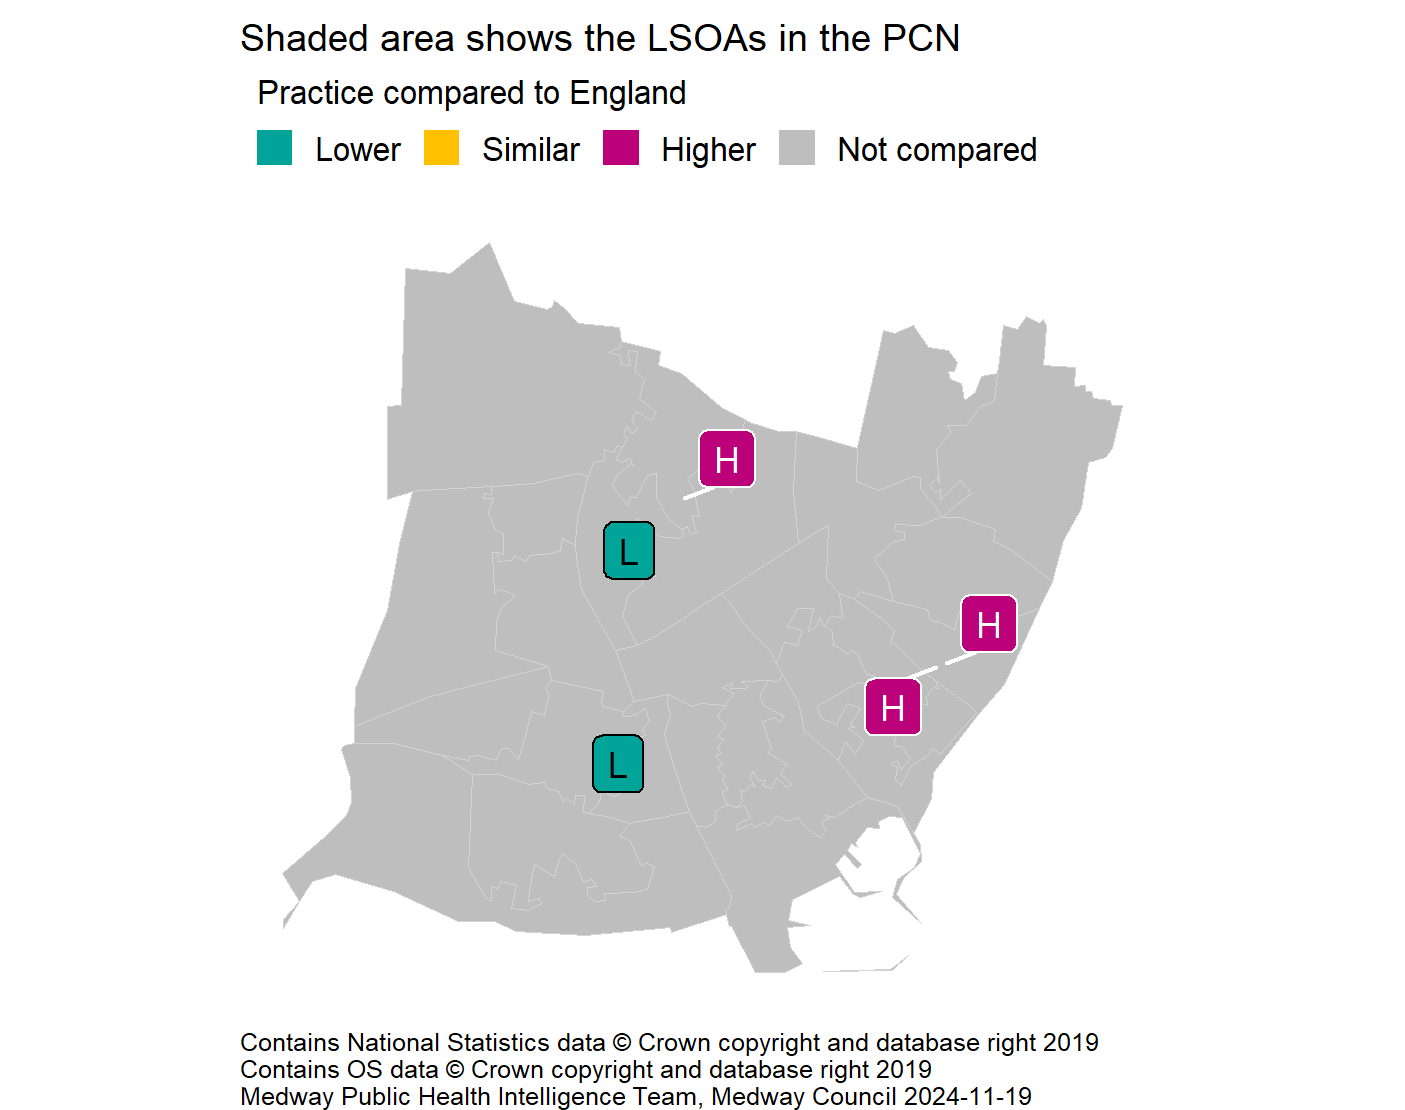 Shaded area shows the LSOAs in the PCN
Practice compared to England
Lower Similar Higher Not compared
H
L
H
H
L
Contains National Statistics data © Crown copyright and database right 2019
Contains OS data © Crown copyright and database right 2019
Medway Public Health Intelligence Team, Medway Council 2024-11-19